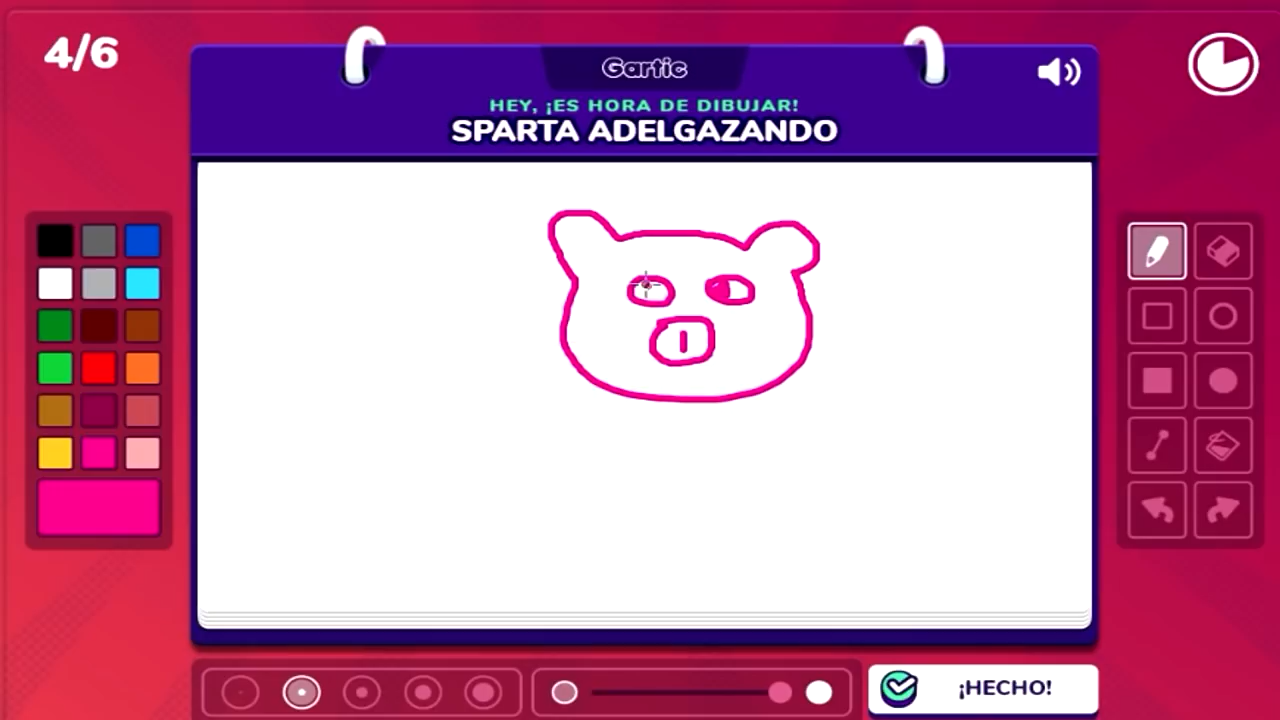 4/6
Gartic
HEY, ¡ES HORA DE DIBUJAR!
SPARTA ADELGAZANDO
¡HECHO!